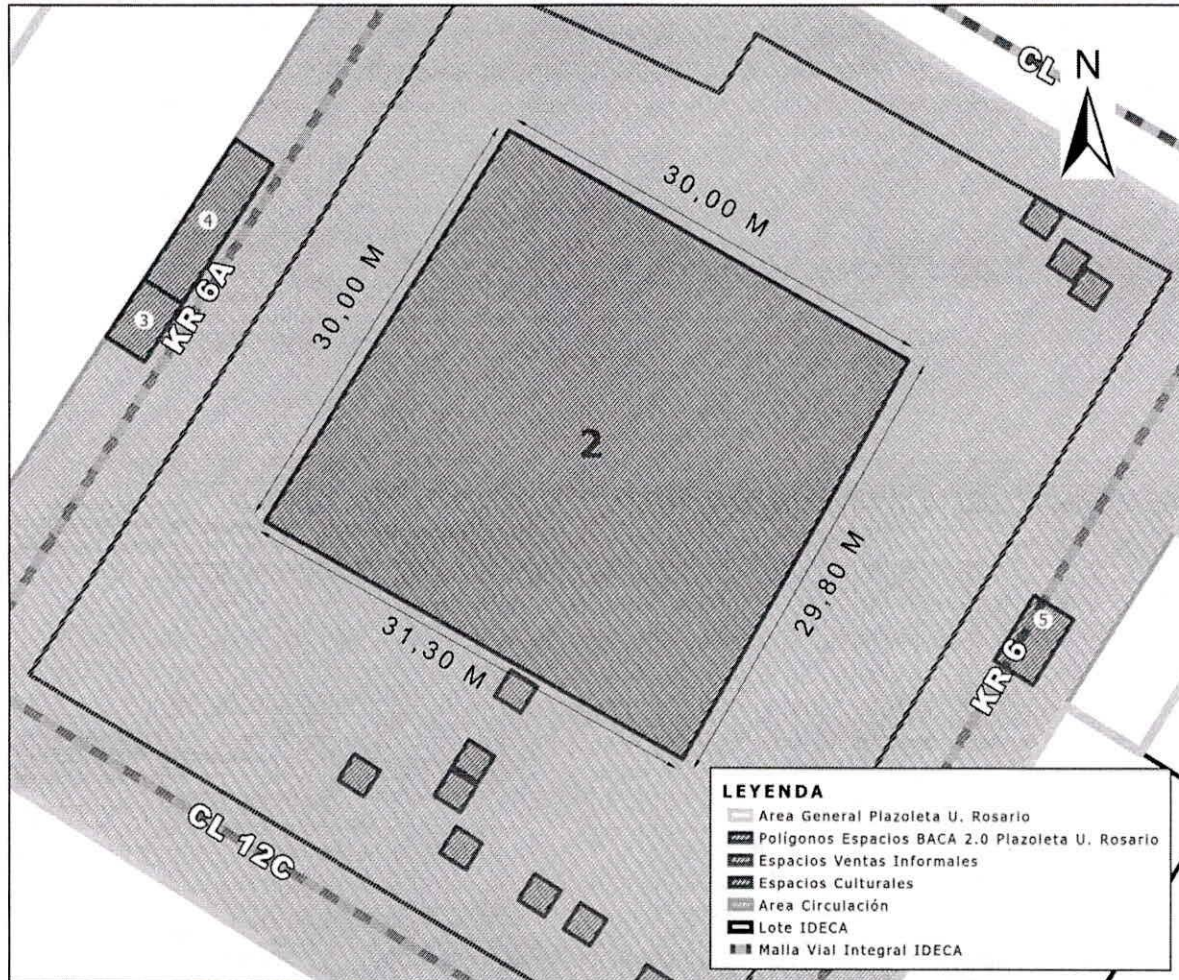 CL
N
30,00 M
4
30,00 M
3
KR 6A
2
29,80 M
5
31,30 M
KR 6
CL 12C
LEYENDA
Area General Plazoleta U. Rosario
Polígonos Espacios BACA 2.0 Plazoleta U. Rosario
Espacios Ventas Informales
Espacios Culturales
Area Circulación
Lote IDECA
Malla Vial Integral IDECA